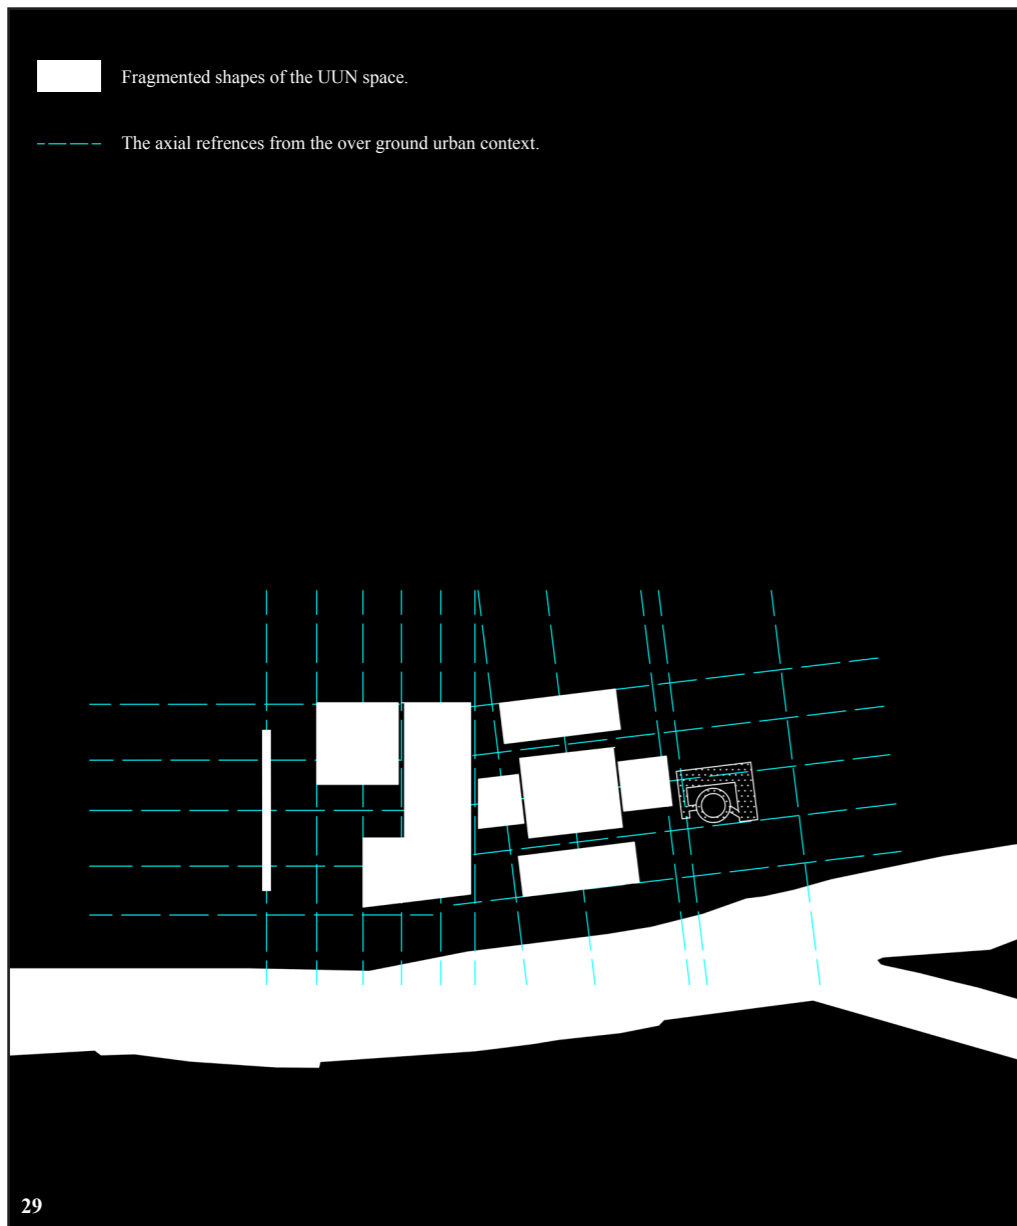 Fragmented shapes of the UUN space.
The axial refrences from the over ground urban context.
29